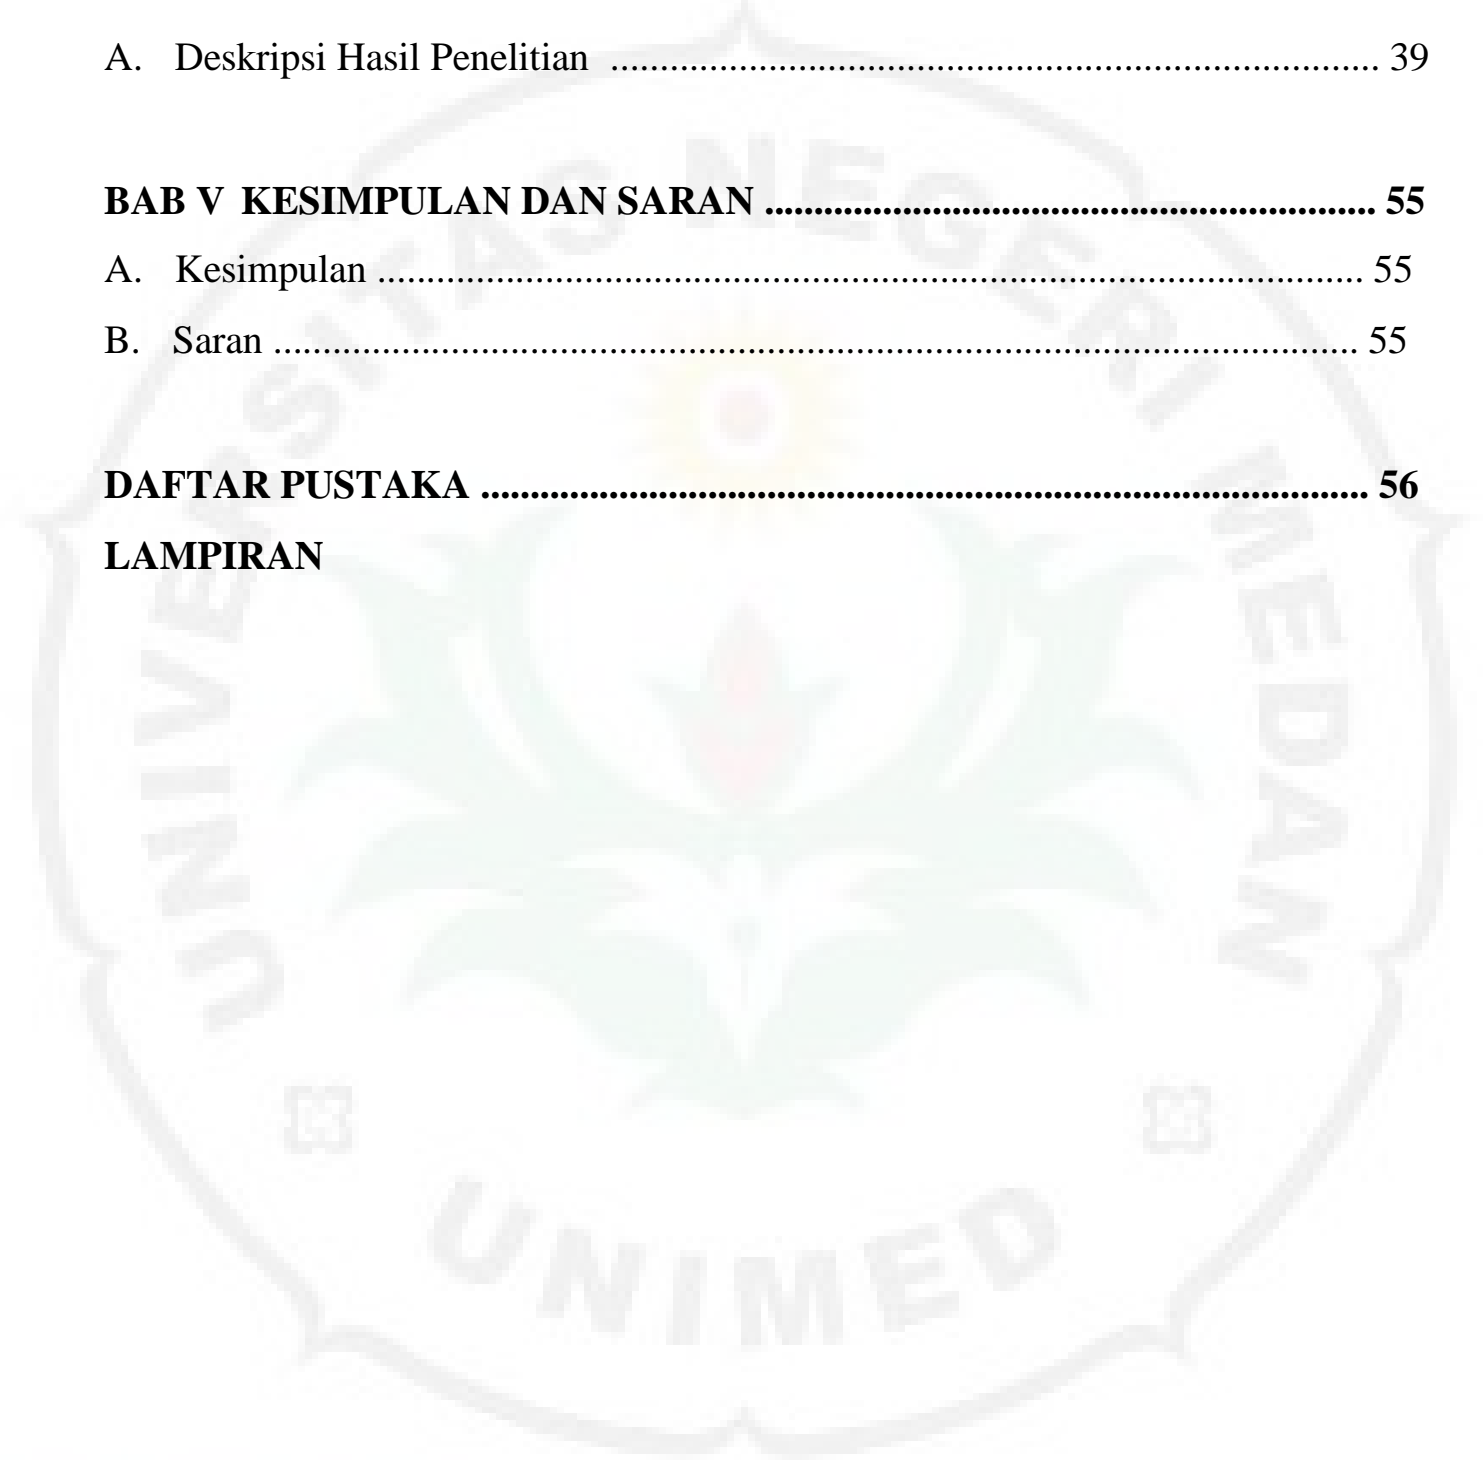 A. Deskripsi Hasil Penelitian ............................................................................... 39
BAB V KESIMPULAN DAN SARAN ............................................................... 55
A. Kesimpulan ..................................................................................................... 55
B. Saran ............................................................................................................... 55
DAFTAR PUSTAKA ........................................................................................... 56
LAMPIRAN
UNIVERSITAS NEGERI MEDAN
UNIMED